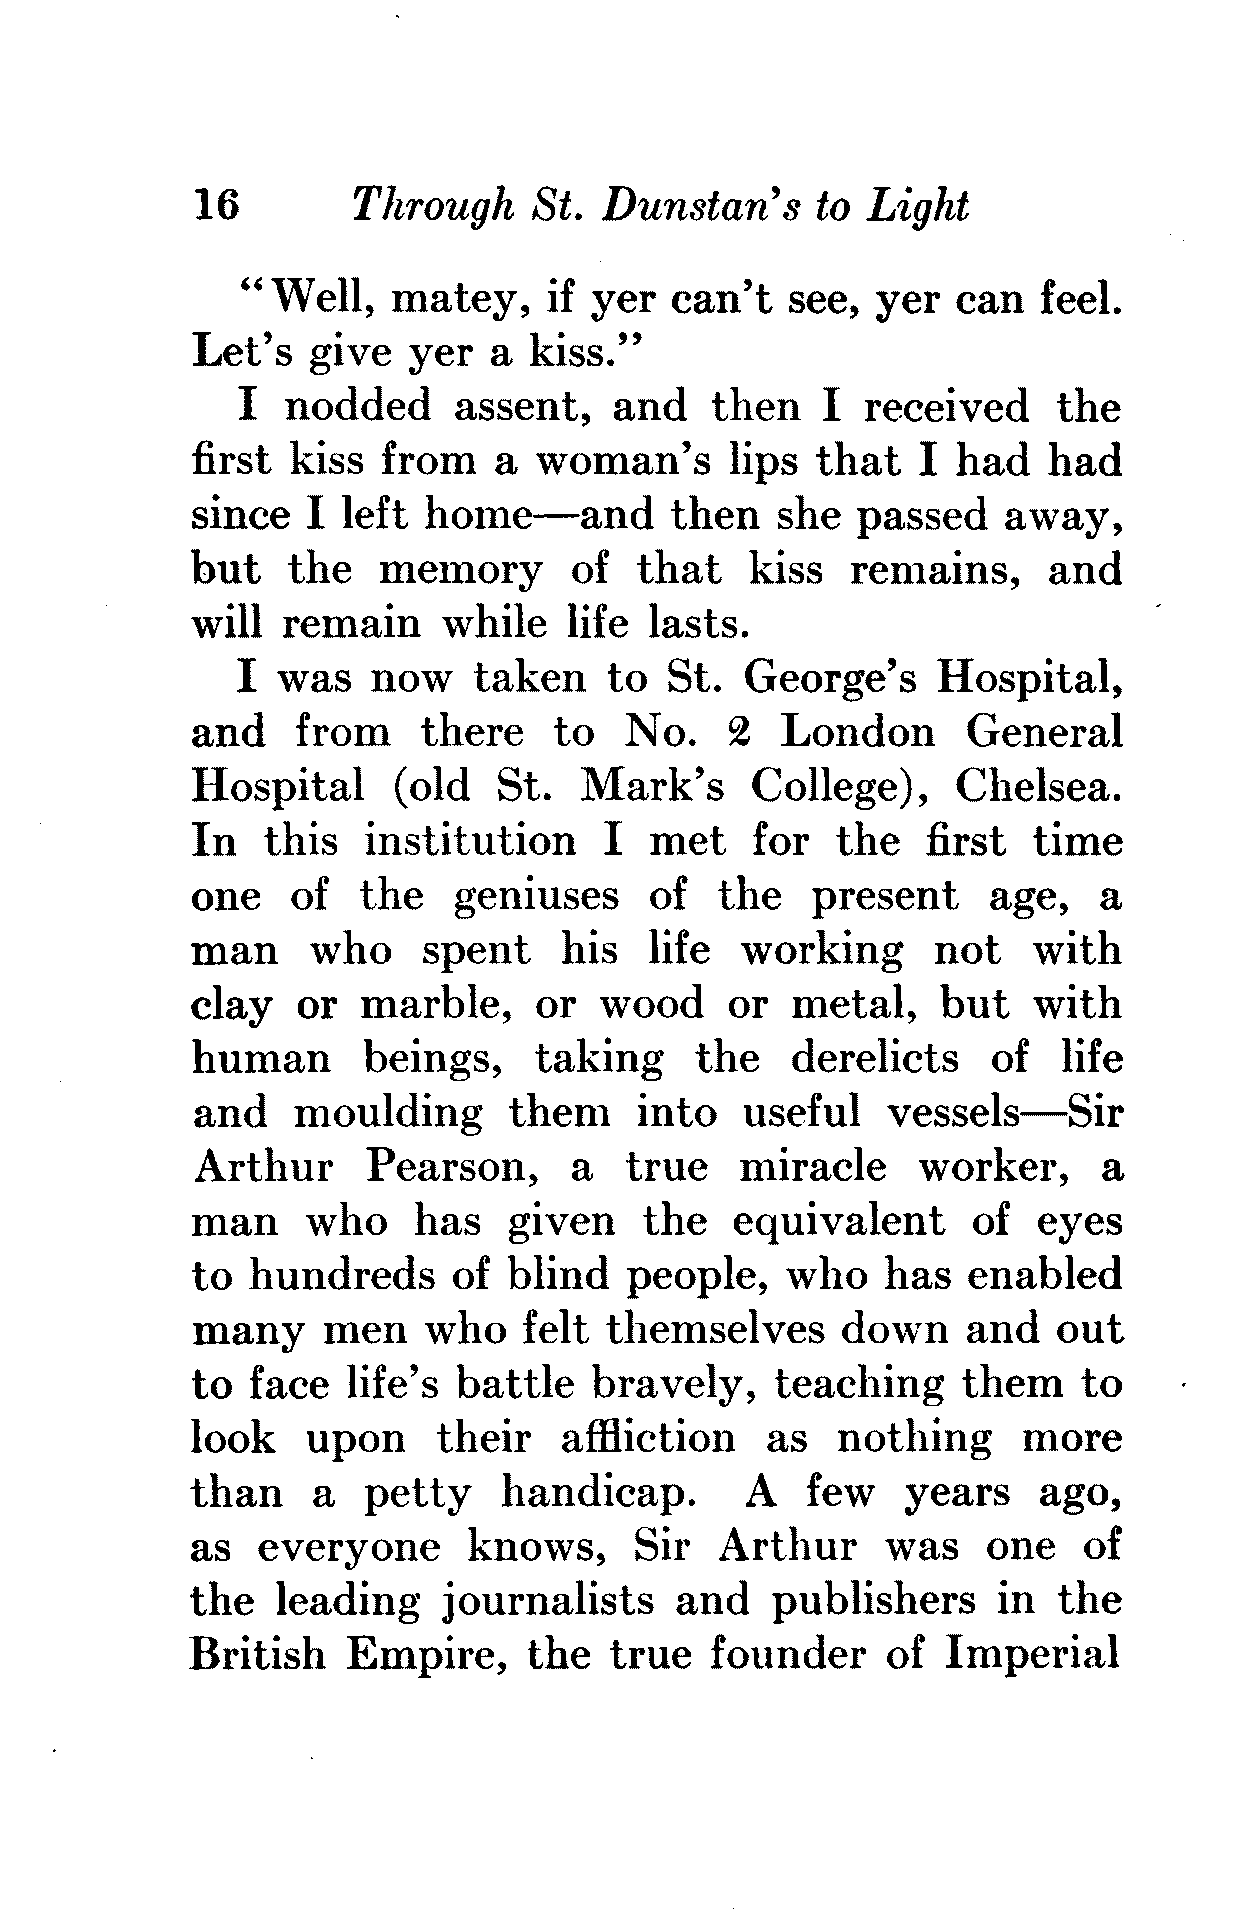 16 Through St. Dunstan's to Light
"Well, matey, if yer can't see, yer can feel.
Let's give yer a kiss."
I nodded assent, and then I received the
first kiss from a woman's lips that I had had
since I left home—and then she passed away,
but the memory of that kiss remains, and
will remain while life lasts.
I was now taken to St. George's Hospital,
and from there to No. 2 London General
Hospital (old St. Mark's College), Chelsea.
In this institution I met for the first time
one of the geniuses of the present age, a
man who spent his life working not with
clay or marble, or wood or metal, but with
human beings, taking the derelicts of life
and moulding them into useful vessels—Sir
Arthur Pearson, a true miracle worker, a
man who has given the equivalent of eyes
to hundreds of blind people, who has enabled
many men who felt themselves down and out
to face life's battle bravely, teaching them to
look upon their affliction as nothing more
than a petty handicap. A few years ago,
as everyone knows, Sir Arthur was one of
the leading journalists and publishers in the
British Empire, the true founder of Imperial